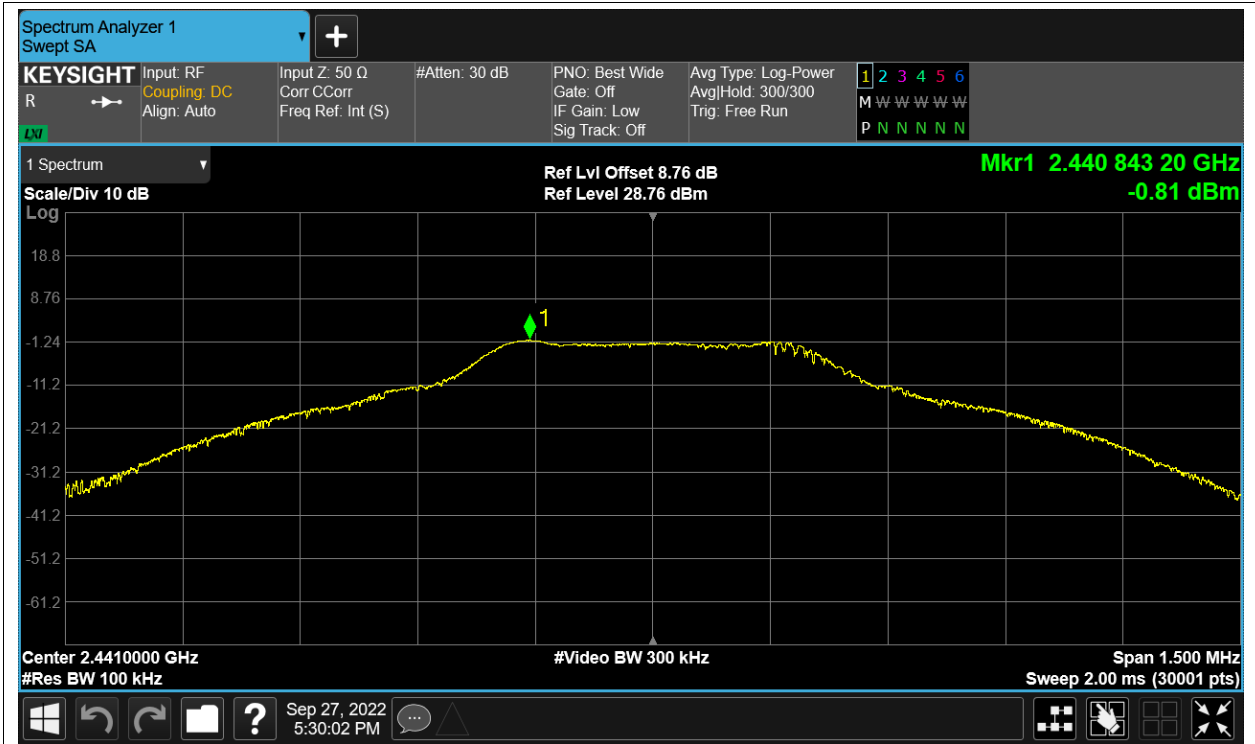 Spectrum Analyzer 1
Swept SA
KEYSIGHT
R
LXI
Input: RF
Coupling: DC
Align: Auto
Input Z: 50 Ω
Corr CCorr
Freq Ref: Int (S)
#Atten: 30 dB
PNO: Best Wide
Gate: Off
IF Gain: Low
Sig Track: Off
Avg Type: Log-Power
Avg|Hold: 300/300
Trig: Free Run
1 2 3 4 5 6
M W W W W W
P N N N N N
1 Spectrum
Scale/Div 10 dB
Ref Lvl Offset 8.76 dB
Ref Level 28.76 dBm
Mkr1 2.440 843 20 GHz
-0.81 dBm
Log
18.8
8.76
-1.24
-11.2
-21.2
-31.2
-41.2
-51.2
-61.2
1
Center 2.4410000 GHz
#Res BW 100 kHz
#Video BW 300 kHz
Span 1.500 MHz
Sweep 2.00 ms (30001 pts)
?
Sep 27, 2022
5:30:02 PM